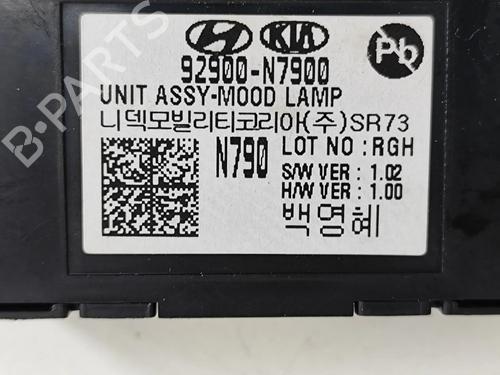 KIA
Pb
92900-N7900
UNIT ASSY-MOOD LAMP
니덱모빌리티코리아(주)SR73
N790
LOT NO : RGH
S/W VER : 1.02
H/W VER : 1.00
백영혜
B-PARTS